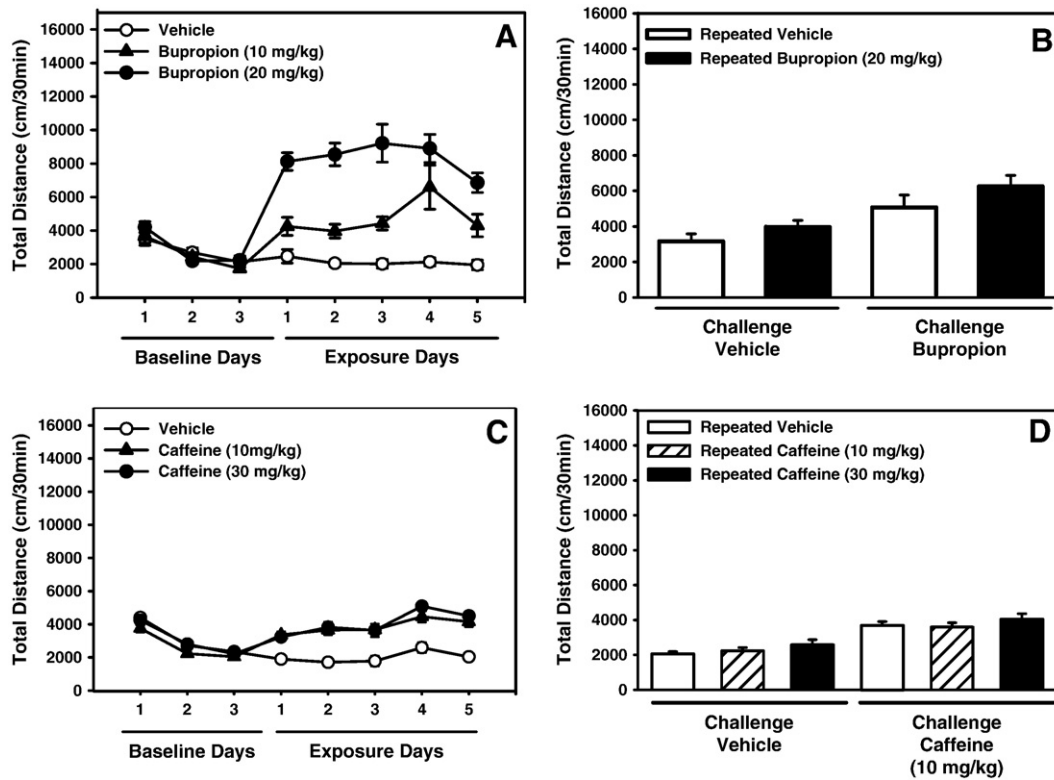 A
Vehicle
Bupropion (10 mg/kg)
Bupropion (20 mg/kg)
Total Distance (cm/30min)
16000
14000
12000
10000
8000
6000
4000
2000
0
1 2 3 1 2 3 4 5
Baseline Days Exposure Days
B
Repeated Vehicle
Repeated Bupropion (20 mg/kg)
Total Distance (cm/30min)
16000
14000
12000
10000
8000
6000
4000
2000
0
Challenge Challenge
Vehicle Bupropion
C
Vehicle
Caffeine (10mg/kg)
Caffeine (30 mg/kg)
Total Distance (cm/30min)
16000
14000
12000
10000
8000
6000
4000
2000
0
1 2 3 1 2 3 4 5
Baseline Days Exposure Days
D
Repeated Vehicle
Repeated Caffeine (10 mg/kg)
Repeated Caffeine (30 mg/kg)
Total Distance (cm/30min)
16000
14000
12000
10000
8000
6000
4000
2000
0
Challenge Challenge
Vehicle Caffeine
(10 mg/kg)